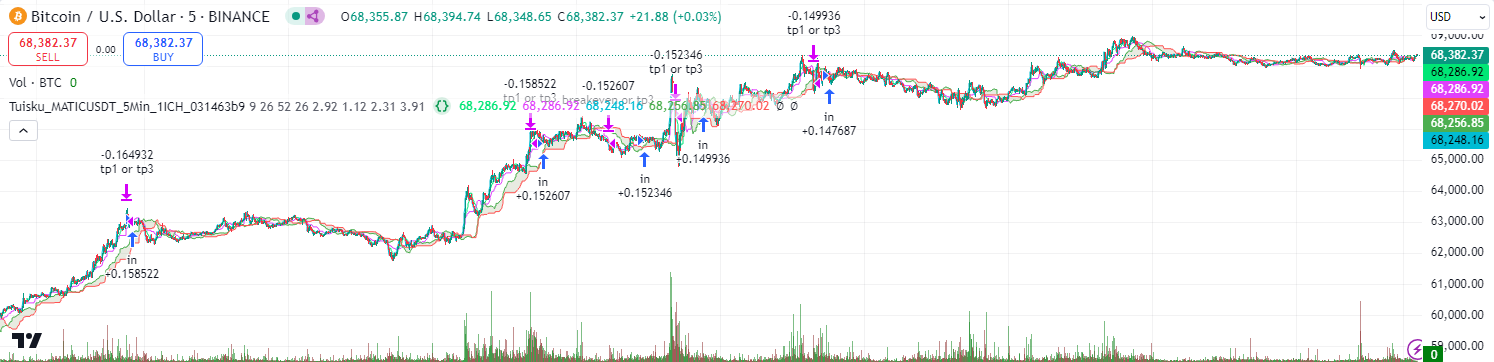 Bitcoin / U.S. Dollar · 5 · BINANCE
O68,355.87 H68,394.74 L68,348.65 C68,382.37 +21.88 (+0.03%)
68,382.37
SELL
0.00
68,382.37
BUY
Vol · BTC 0
Tuisku_MATICUSDT_5Min_1ICH_031463b9 9 26 52 26 2.92 1.12 2.31 3.91
68,286.92 68,286.92 68,248.16 68,256.85 68,270.02 Ø Ø
-0.164932
tp1 or tp3
in
+0.158522
-0.158522
tp1 or tp3
in
+0.152607
-0.152607
breakeven or tp3
in
+0.152346
-0.152346
tp1 or tp3
in
+0.149936
-0.149936
tp1 or tp3
in
+0.147687
USD
69,000.00
68,382.37
68,286.92
68,286.92
68,270.02
68,256.85
68,248.16
65,000.00
64,000.00
63,000.00
62,000.00
61,000.00
60,000.00
59,000.00
0